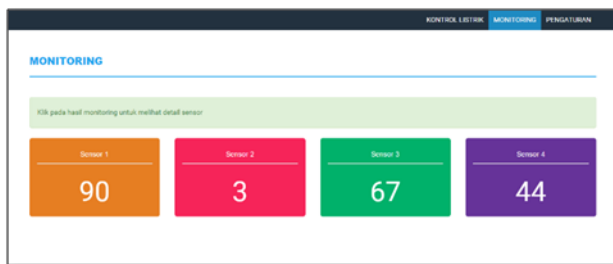 KONTROL LISTRIK MONITORING PENGATURAN
MONITORING
Klik pada hasil monitoring untuk melihat detail sensor
Sensor 1 Sensor 2 Sensor 3 Sensor 4
90 3 67 44